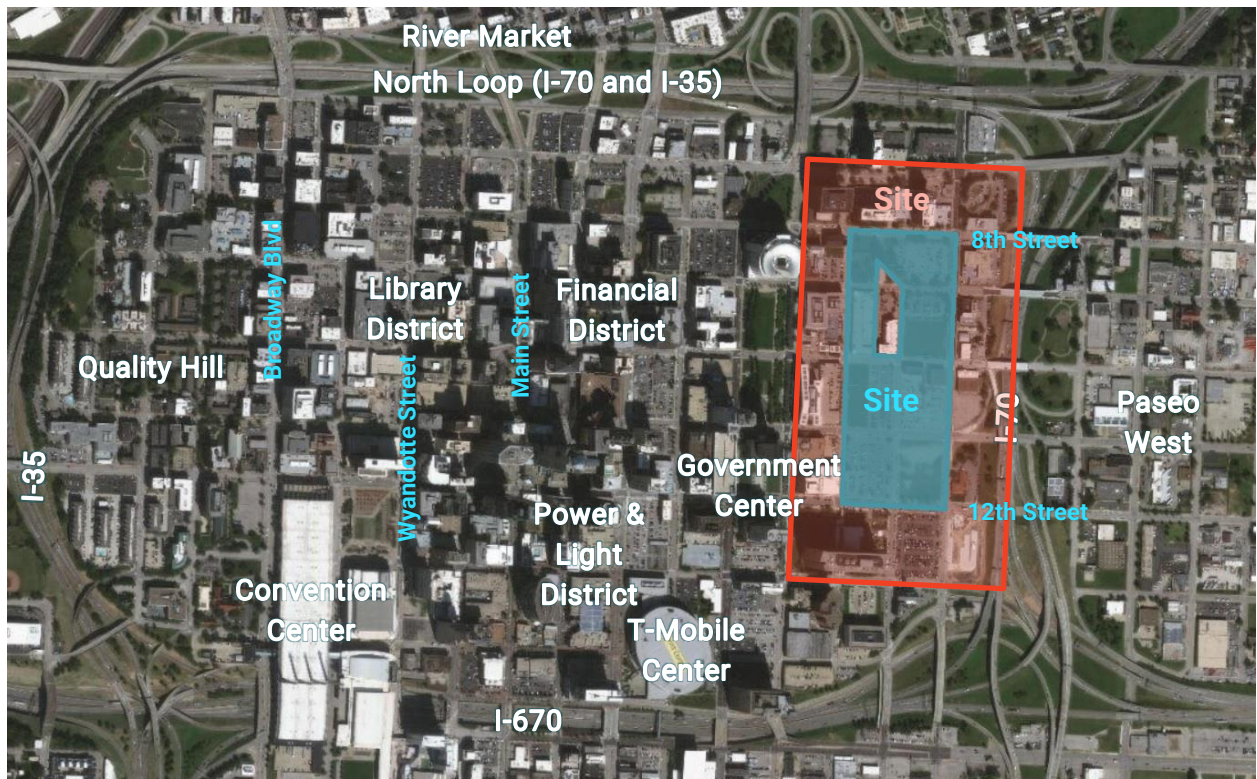 River Market
North Loop (I-70 and I-35)
Site
8th Street
Broadway Blvd
Library
District
Main Street
Financial
District
Quality Hill
Wyandotte Street
Site
I-70
Paseo
West
I-35
Government
Center
12th Street
Power &
Light
District
Convention
Center
T-Mobile
Center
I-670